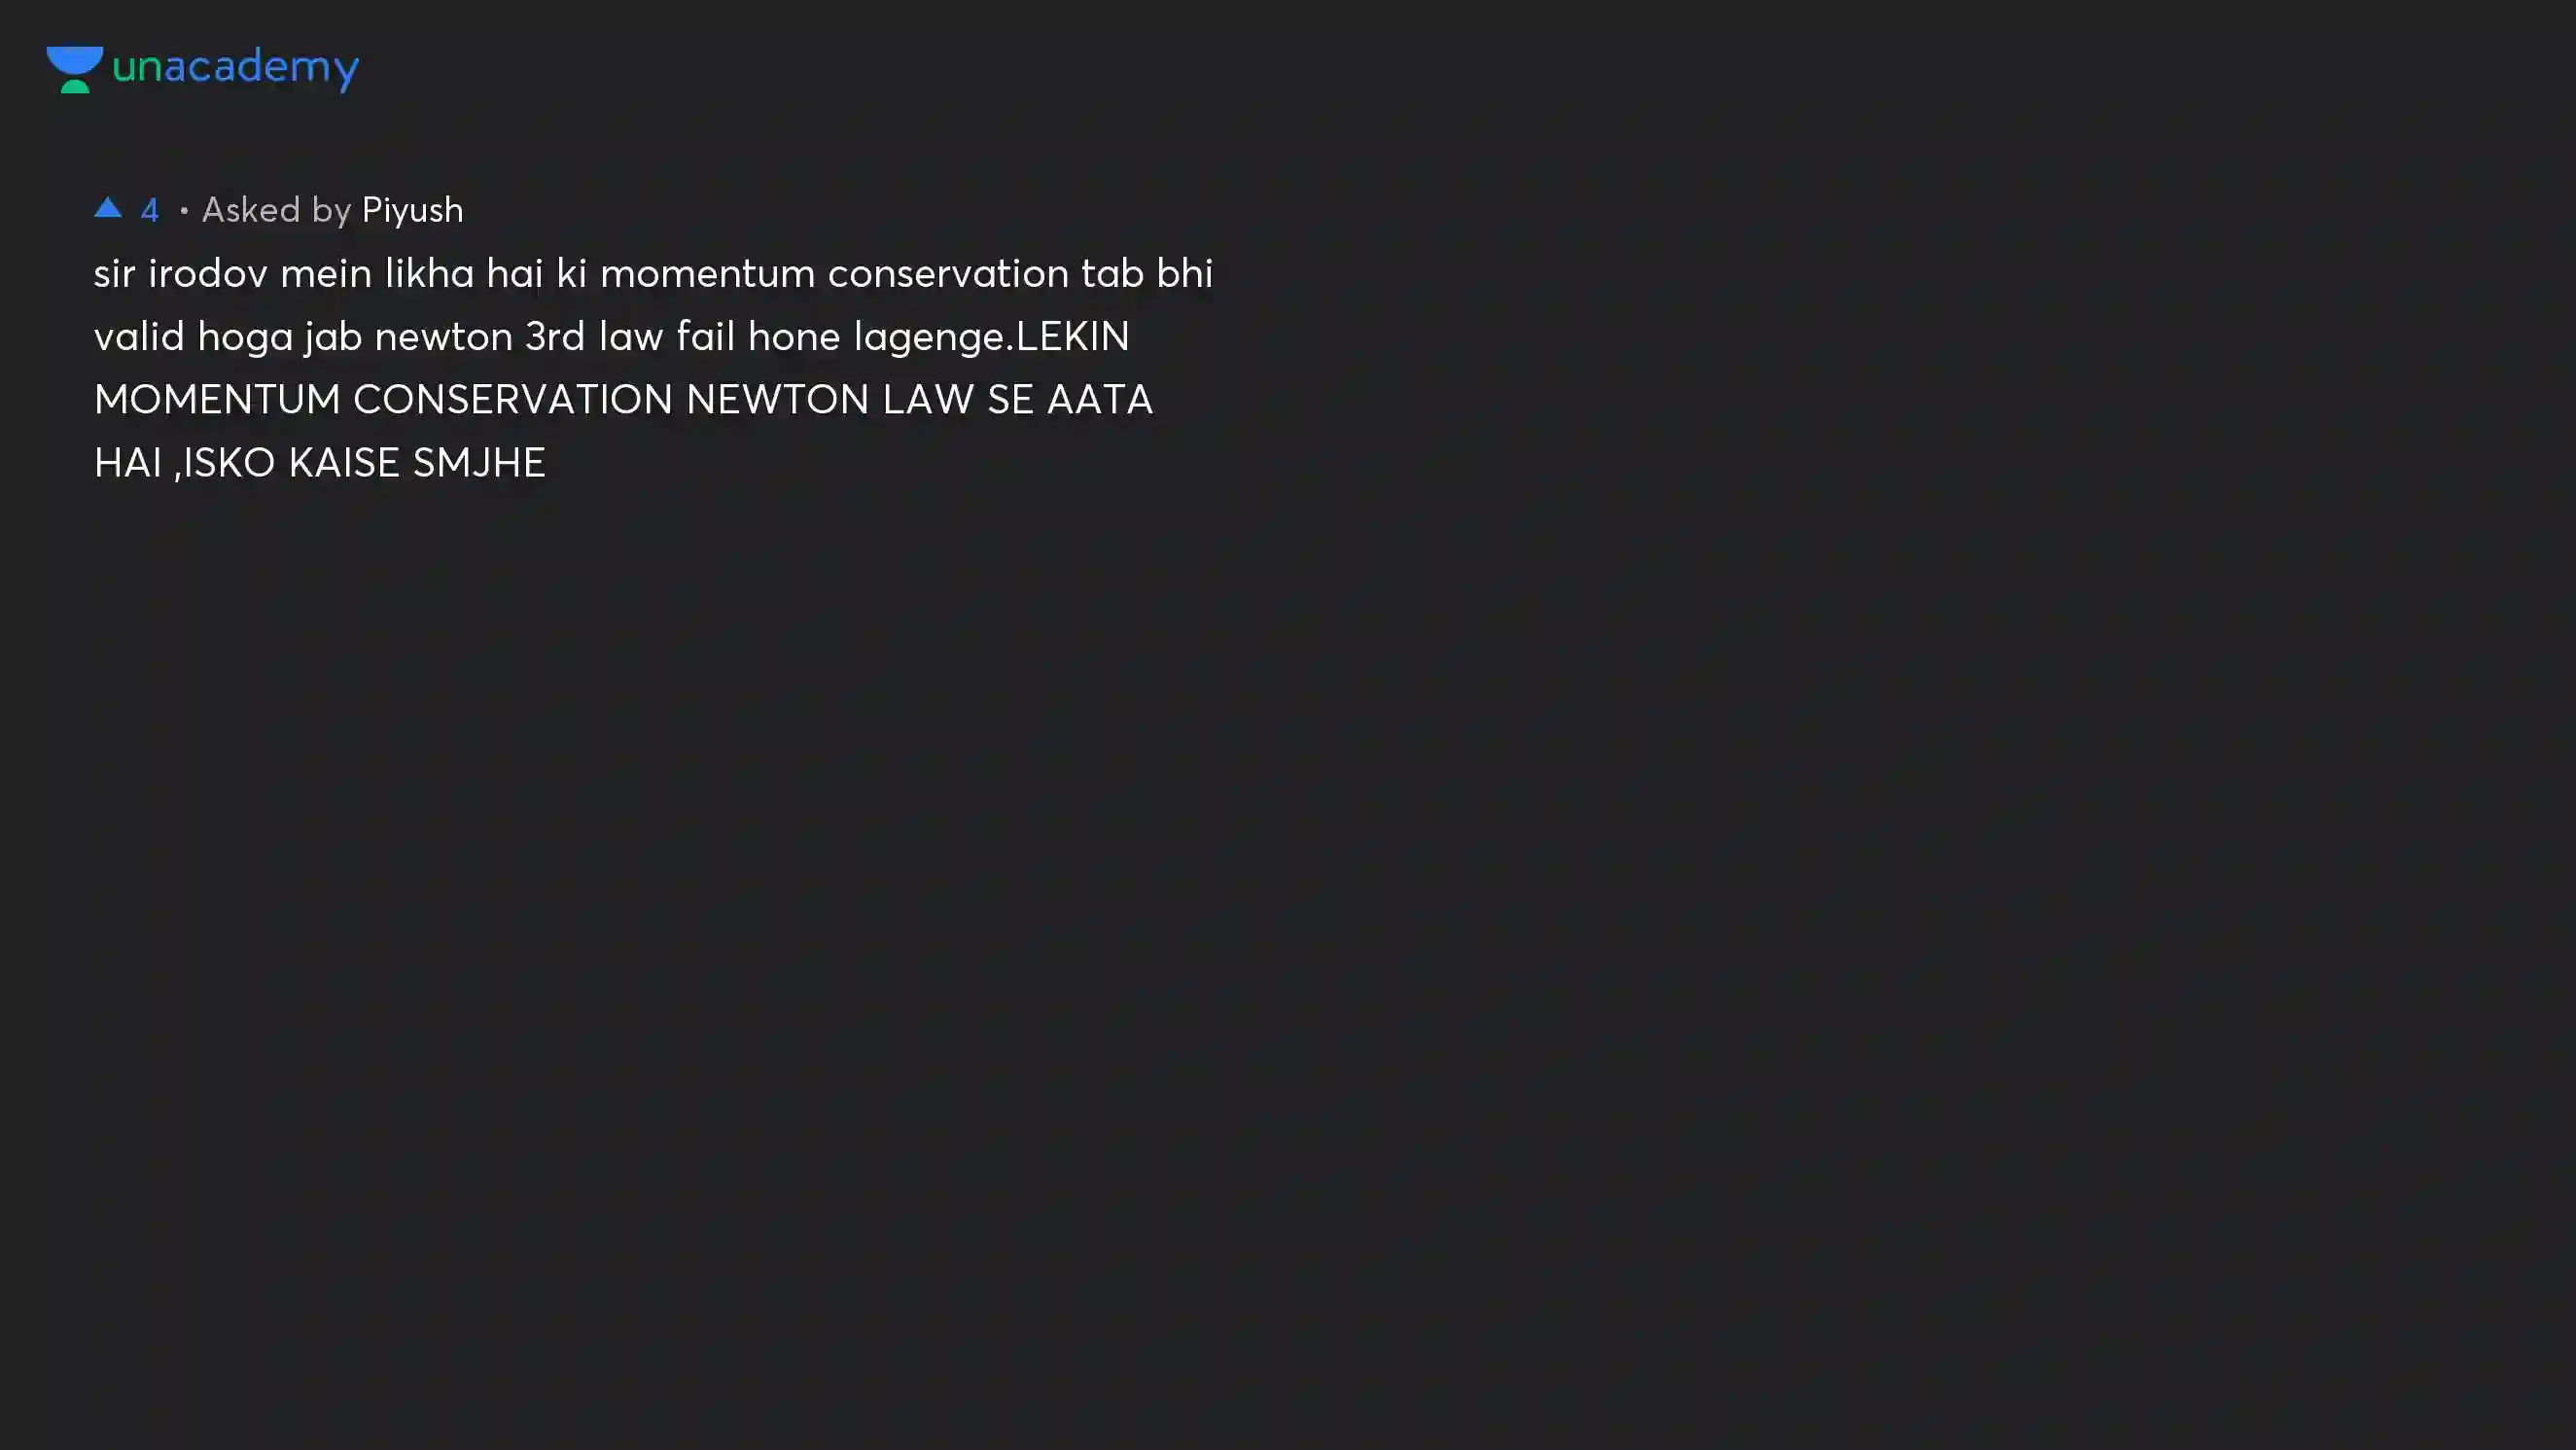 unacademy
▲ 4 • Asked by Piyush
sir irodov mein likha hai ki momentum conservation tab bhi
valid hoga jab newton 3rd law fail hone lagenge.LEKIN
MOMENTUM CONSERVATION NEWTON LAW SE AATA
HAI ,ISKO KAISE SMJHE